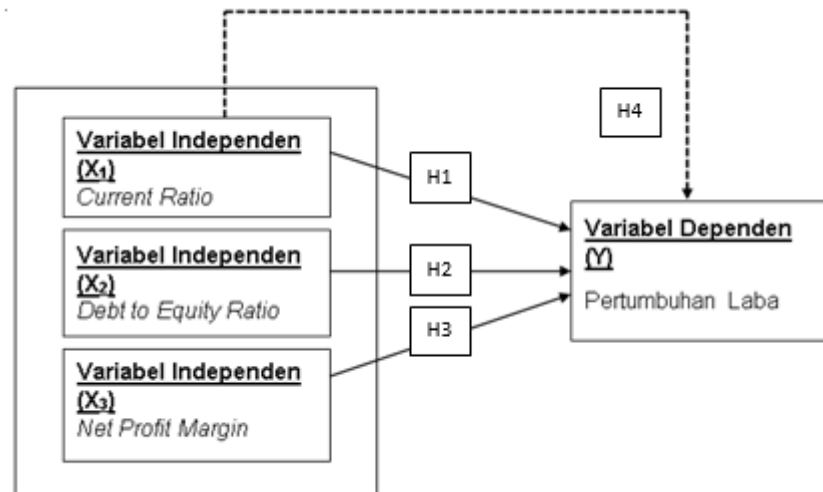 H4
Variabel Independen
(X1)
Current Ratio
H1
Variabel Dependen
(Y)
Pertumbuhan Laba
Variabel Independen
(X2)
Debt to Equity Ratio
H2
H3
Variabel Independen
(X3)
Net Profit Margin